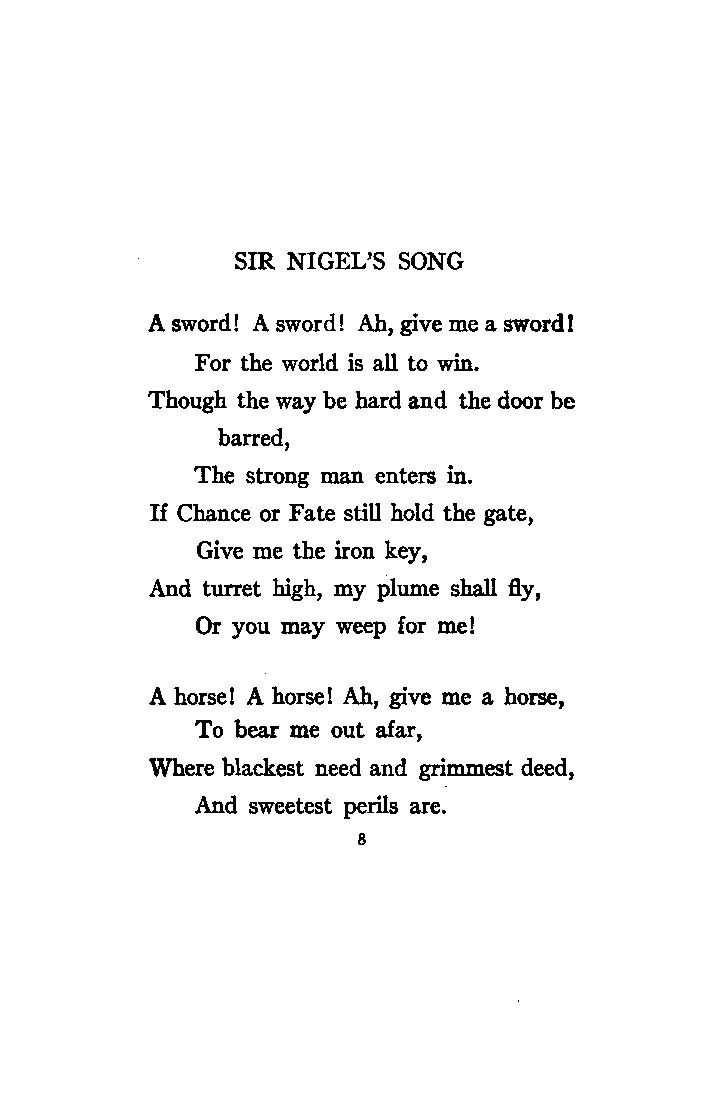 SIR NIGEL'S SONG
A sword! A sword! Ah, give me a sword!
For the world is all to win.
Though the way be hard and the door be
barred,
The strong man enters in.
If Chance or Fate still hold the gate,
Give me the iron key,
And turret high, my plume shall fly,
Or you may weep for me!
A horse! A horse! Ah, give me a horse,
To bear me out afar,
Where blackest need and grimmest deed,
And sweetest perils are.
8